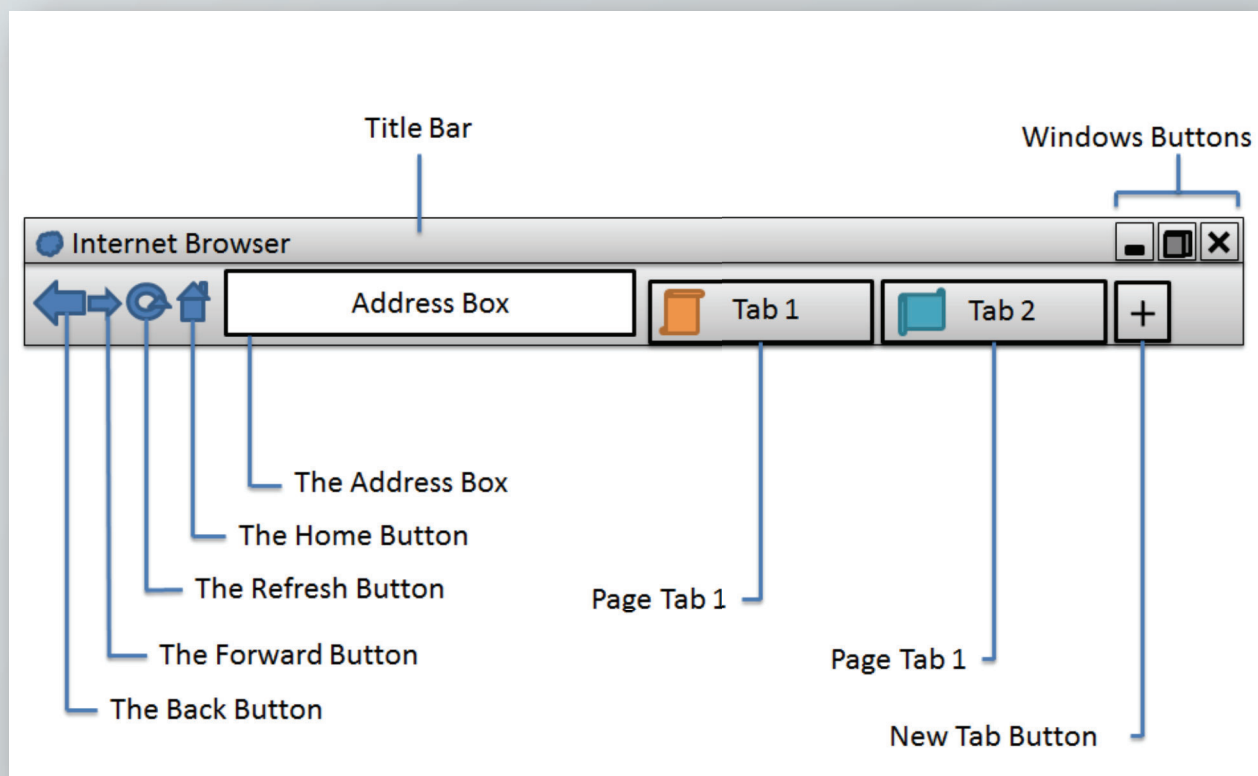 Title Bar
Windows Buttons
Internet Browser
Address Box
Tab 1
Tab 2
+
The Address Box
The Home Button
The Refresh Button
Page Tab 1
The Forward Button
Page Tab 1
The Back Button
New Tab Button